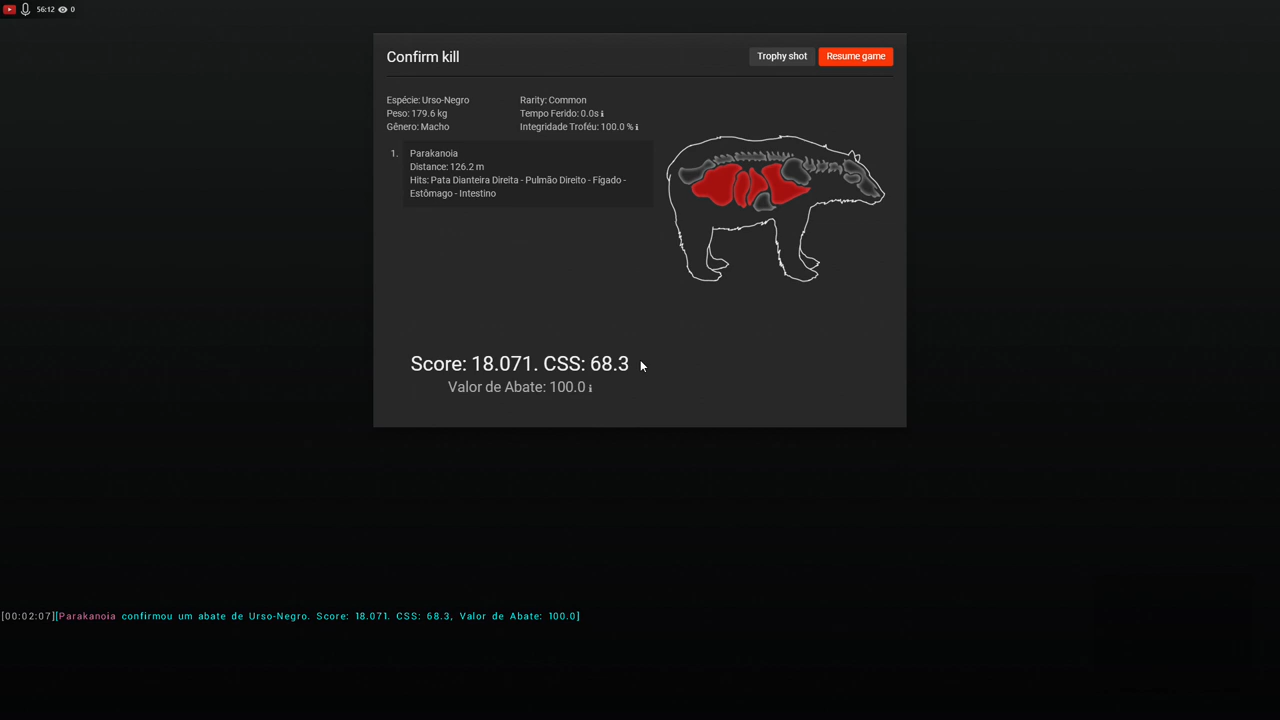 56:12 0
Confirm kill
Trophy shot
Resume game
Espécie: Urso-Negro
Peso: 179.6 kg
Gênero: Macho
Rarity: Common
Tempo Ferido: 0.0s
Integridade Troféu: 100.0 %
1. Parakanoia
Distance: 126.2 m
Hits: Pata Dianteira Direita - Pulmão Direito - Fígado -
Estômago - Intestino
Score: 18.071. CSS: 68.3
Valor de Abate: 100.0
[00:02:07][Parakanoia confirmou um abate de Urso-Negro. Score: 18.071. CSS: 68.3, Valor de Abate: 100.0]